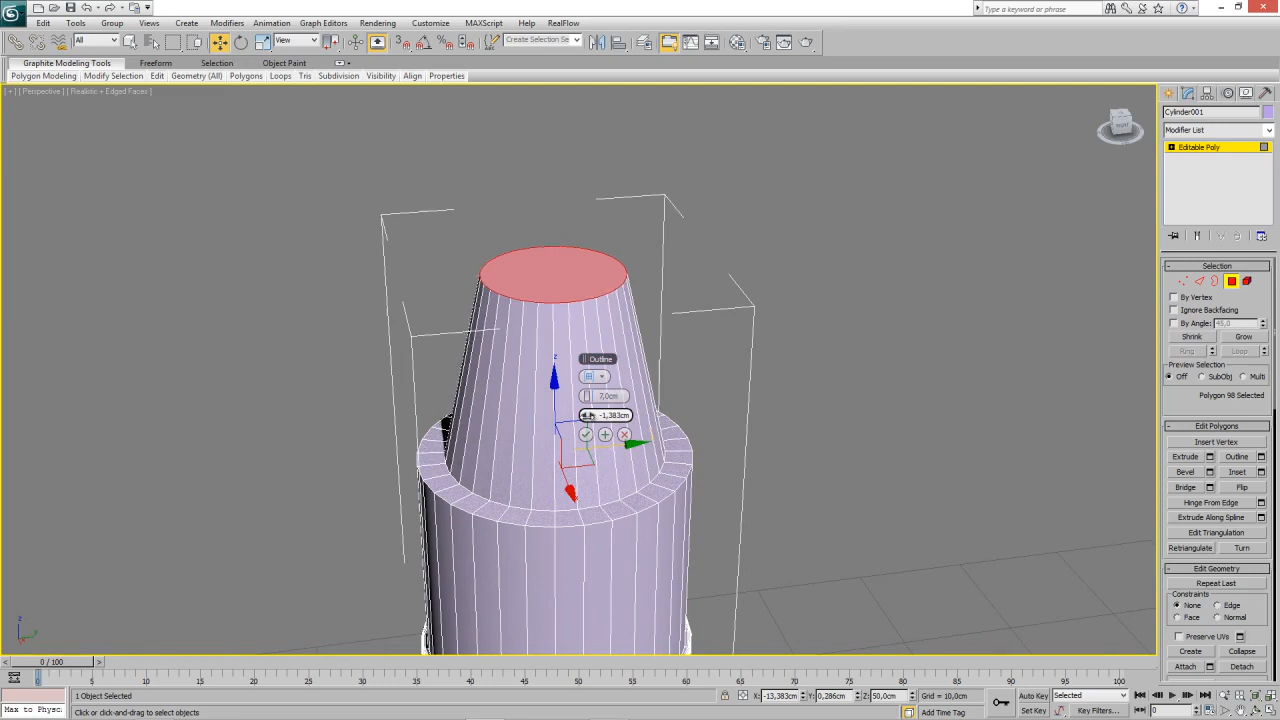 Type a keyword or phrase
Edit Tools Group Views Create Modifiers Animation Graph Editors Rendering Customize MAXScript Help RealFlow
All View Create Selection Se
Graphite Modeling Tools Freeform Selection Object Paint
Polygon Modeling Modify Selection Edit Geometry (All) Polygons Loops Tris Subdivision Visibility Align Properties
[ + ] [ Perspective ] [ Realistic + Edged Faces ]
Cylinder001
Modifier List
Editable Poly
Selection
By Vertex
Ignore Backfacing
By Angle: 45,0
Shrink Grow
Ring Loop
Preview Selection
Off SubObj Multi
Polygon 98 Selected
Edit Polygons
Insert Vertex
Extrude Outline
Bevel Inset
Bridge Flip
Hinge From Edge
Extrude Along Spline
Edit Triangulation
Retriangulate Turn
Edit Geometry
Repeat Last
Constraints
None Edge
Face Normal
Preserve UVs
Create Collapse
Attach Detach
Outline
7,0cm
-1,383cm
z
z
y
0 / 100
0 5 10 15 20 25 30 35 40 45 50 55 60 65 70 75 80 85 90 95 100
1 Object Selected X: -13,383cm Y: 0,286cm Z: 50,0cm Grid = 10,0cm Auto Key Selected
Max to Physc Click or click-and-drag to select objects Add Time Tag Set Key Key Filters... 0